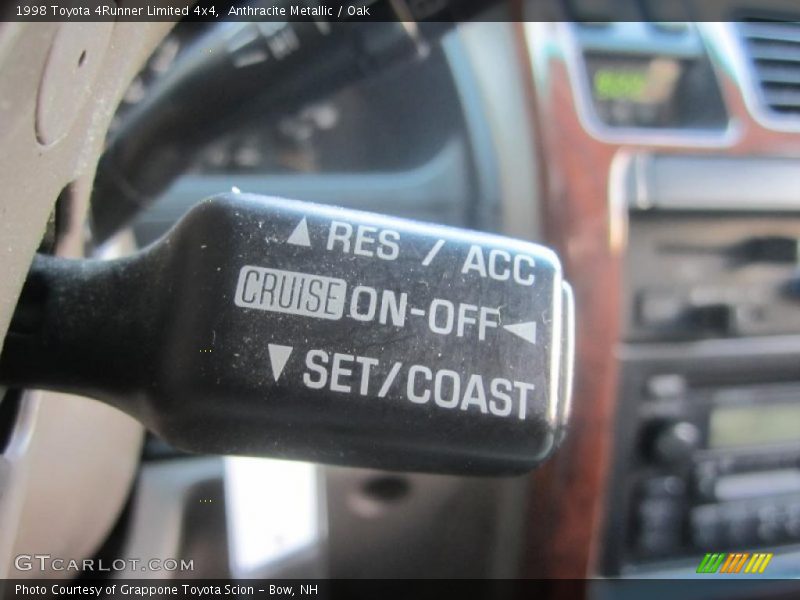 1998 Toyota 4Runner Limited 4x4,  Anthracite Metallic / Oak
▲ RES / ACC
CRUISE ON-OFF ◀
▼ SET/COAST
GTCARLOT.COM
Photo Courtesy of Grappone Toyota Scion - Bow, NH